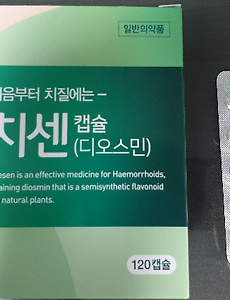 일반의약품
음부터 치질에는 –
치센 캡슐
(디오스민)
esen is an effective medicine for Haemorrhoids,
aining diosmin that is a semisynthetic flavonoid
natural plants.
120캡슐